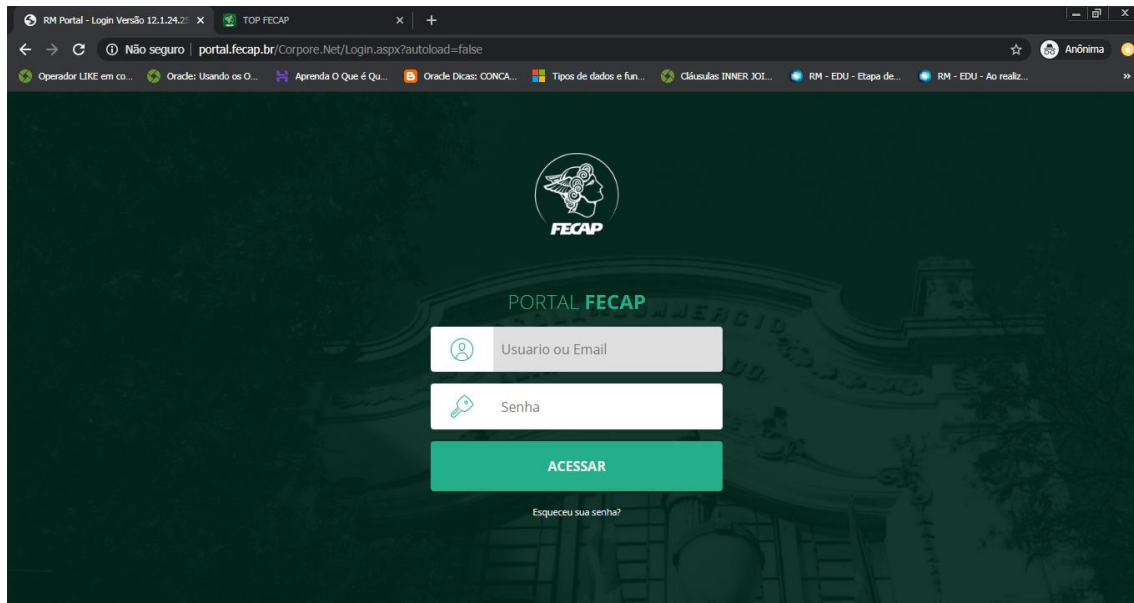 RM Portal - Login Versão 12.1.24.25
TOP FECAP
Não seguro | portal.fecap.br/Corpore.Net/Login.aspx?autoload=false
Anônima
Operador LIKE em co...
Oracle: Usando os O...
Aprenda O Que é Qu...
Oracle Dicas: CONCA...
Tipos de dados e fun...
Cláusulas INNER JOI...
RM - EDU - Etapa de...
RM - EDU - Ao realiz...
FECAP
PORTAL FECAP
Usuario ou Email
Senha
ACESSAR
Esqueceu sua senha?